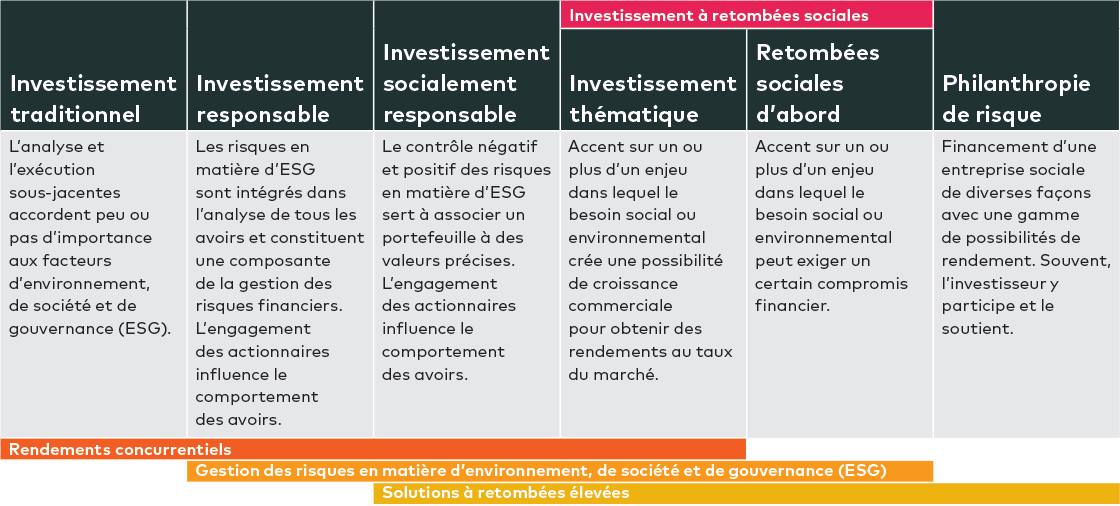 Investissement à retombées sociales
Investissement
traditionnel
Investissement
responsable
Investissement
socialement
responsable
Investissement
thématique
Retombées
sociales
d’abord
Philanthropie
de risque
L’analyse et
l’exécution
sous-jacentes
accordent peu ou
pas d’importance
aux facteurs
d’environnement,
de société et de
gouvernance (ESG).
Les risques en
matière d’ESG
sont intégrés dans
l’analyse de tous les
avoirs et constituent
une composante
de la gestion des
risques financiers.
L’engagement
des actionnaires
influence le
comportement
des avoirs.
Le contrôle négatif
et positif des risques
en matière d’ESG
sert à associer un
portefeuille à des
valeurs précises.
L’engagement
des actionnaires
influence le
comportement
des avoirs.
Accent sur un ou
plus d’un enjeu
dans lequel le
besoin social ou
environnemental
crée une possibilité
de croissance
commerciale
pour obtenir des
rendements au taux
du marché.
Accent sur un ou
plus d’un enjeu
dans lequel le
besoin social ou
environnemental
peut exiger un
certain compromis
financier.
Financement d’une
entreprise sociale
de diverses façons
avec une gamme
de possibilités de
rendement. Souvent,
l’investisseur y
participe et le
soutient.
Rendements concurrentiels
Gestion des risques en matière d’environnement, de société et de gouvernance (ESG)
Solutions à retombées élevées